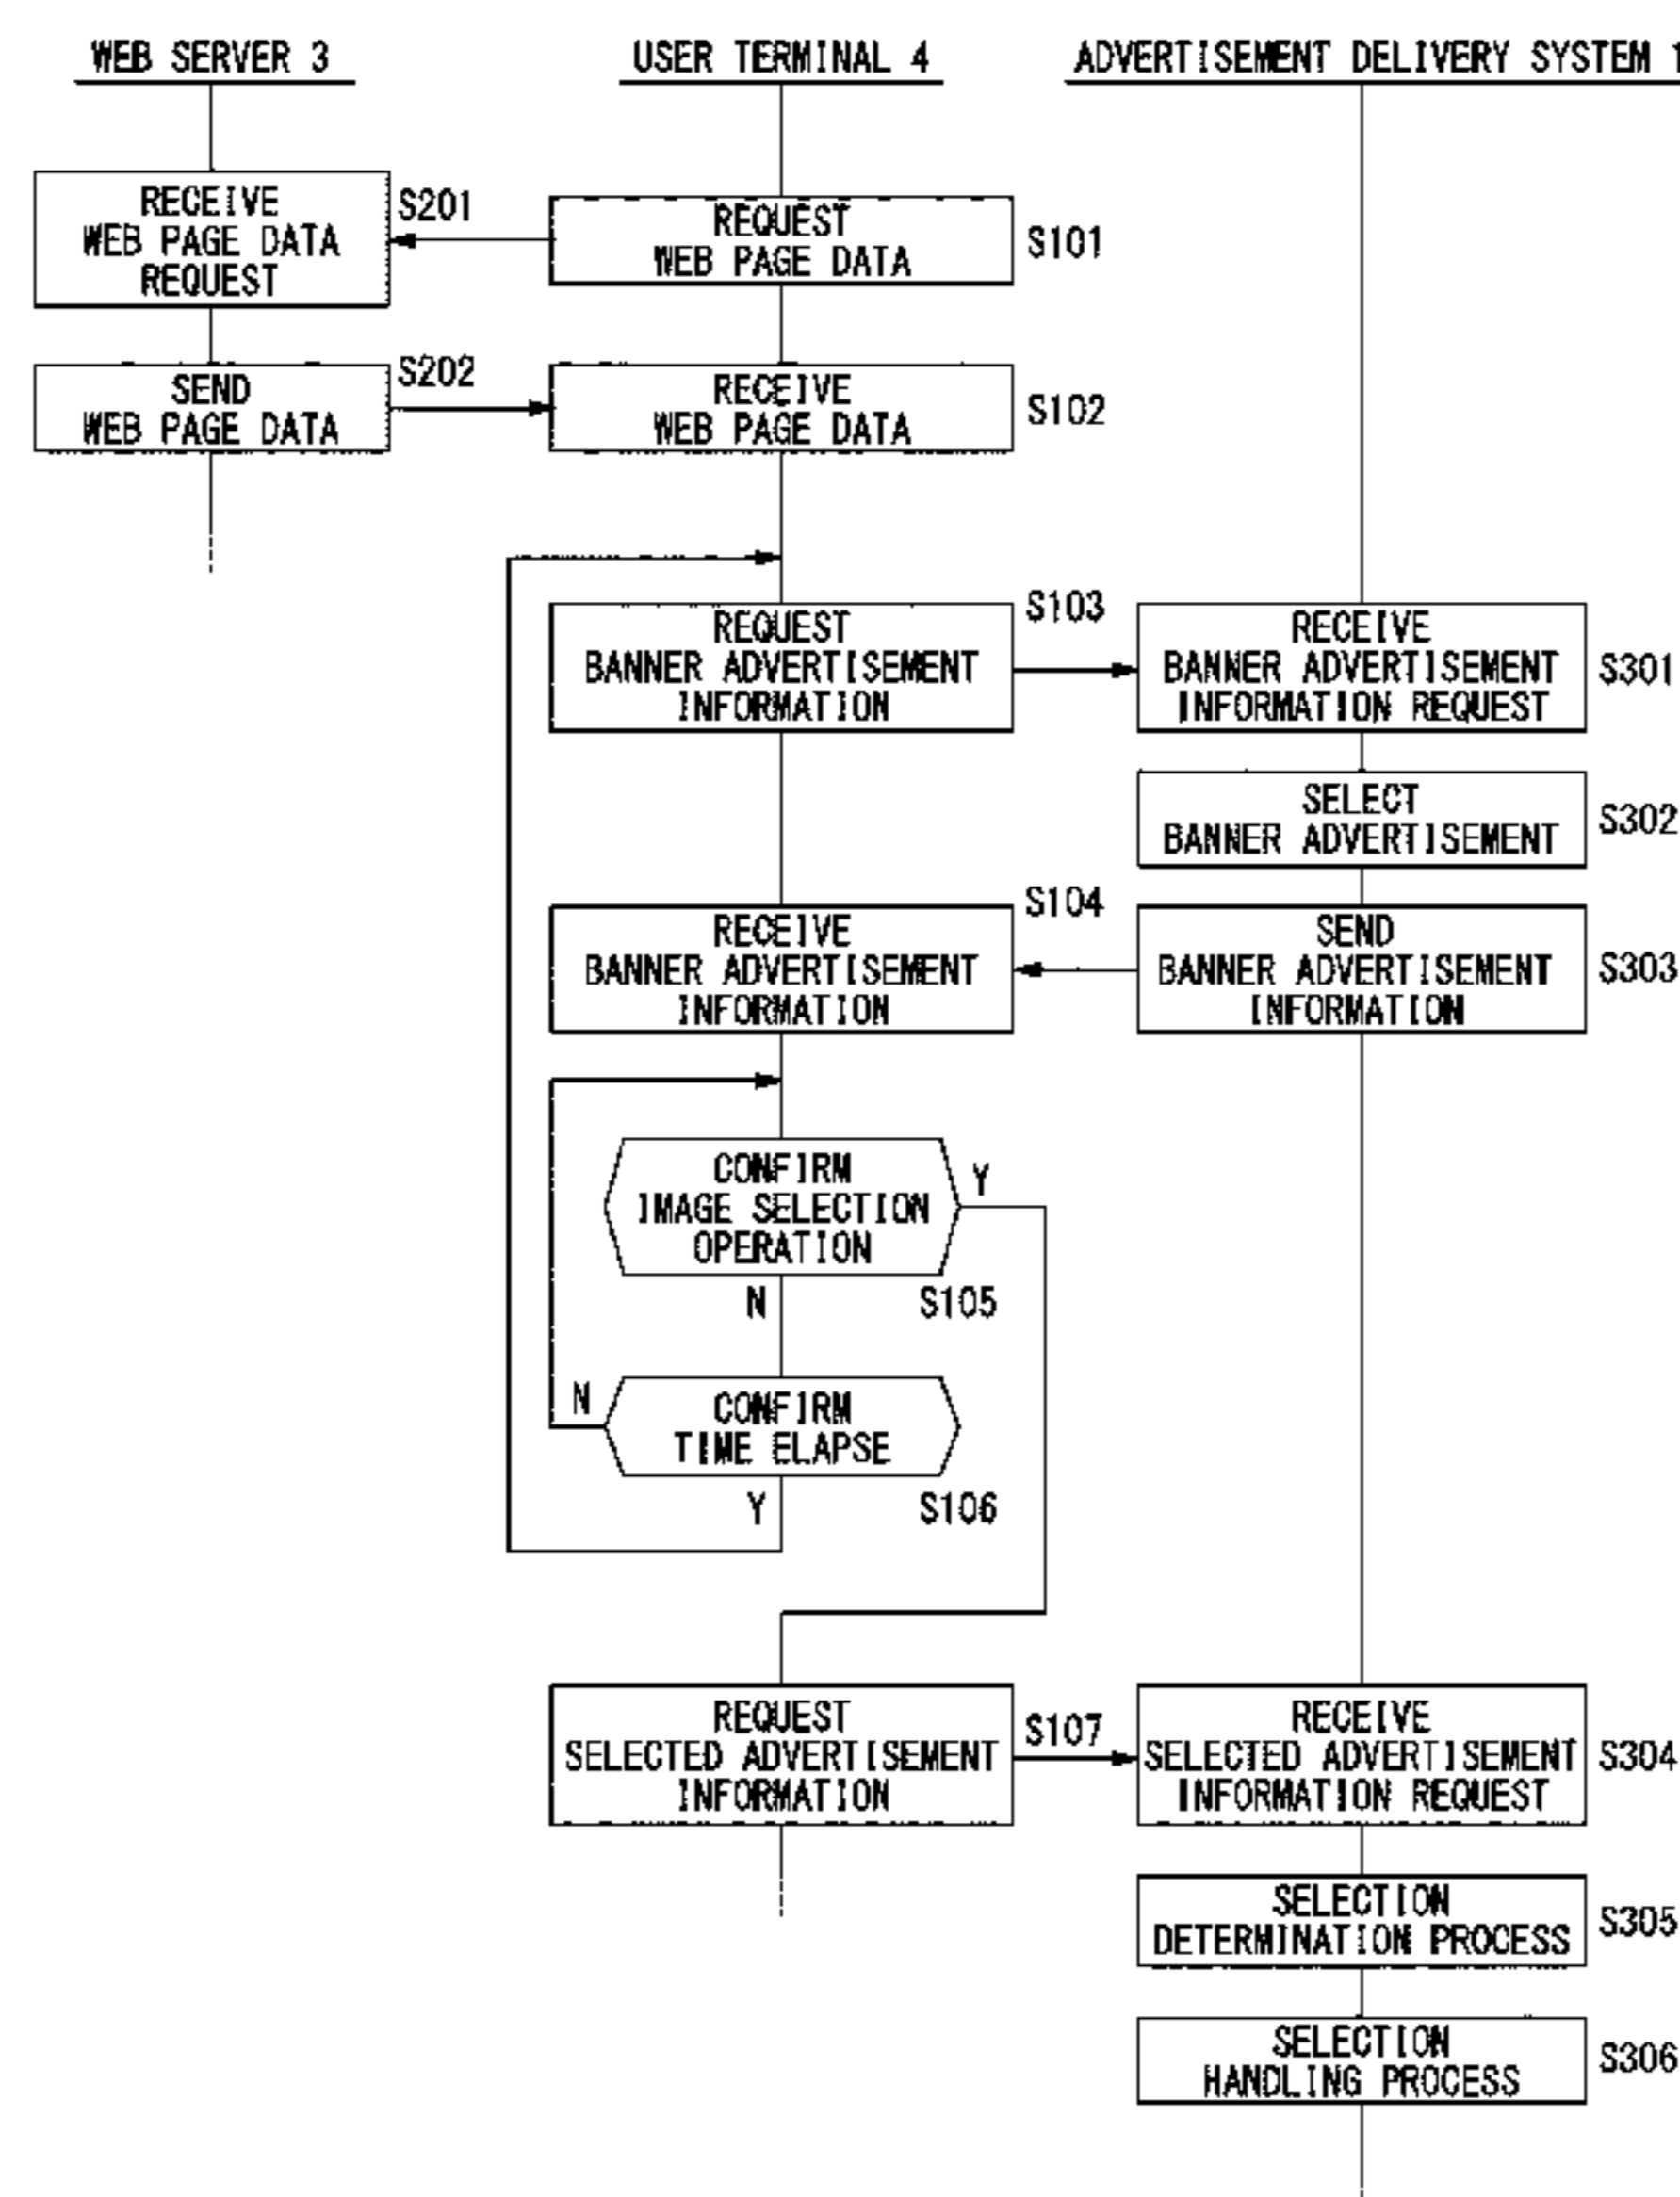 WEB SERVER 3
USER TERMINAL 4
ADVERTISEMENT DELIVERY SYSTEM 1
RECEIVE
WEB PAGE DATA
REQUEST
S201
REQUEST
WEB PAGE DATA
S101
SEND
WEB PAGE DATA
S202
RECEIVE
WEB PAGE DATA
S102
REQUEST
BANNER ADVERTISEMENT
INFORMATION
S103
RECEIVE
BANNER ADVERTISEMENT
INFORMATION REQUEST
S301
SELECT
BANNER ADVERTISEMENT
S302
RECEIVE
BANNER ADVERTISEMENT
INFORMATION
S104
SEND
BANNER ADVERTISEMENT
INFORMATION
S303
CONFIRM
IMAGE SELECTION
OPERATION
Y
N
S105
N
CONFIRM
TIME ELAPSE
Y
S106
REQUEST
SELECTED ADVERTISEMENT
INFORMATION
S107
RECEIVE
SELECTED ADVERTISEMENT
INFORMATION REQUEST
S304
SELECTION
DETERMINATION PROCESS
S305
SELECTION
HANDLING PROCESS
S306